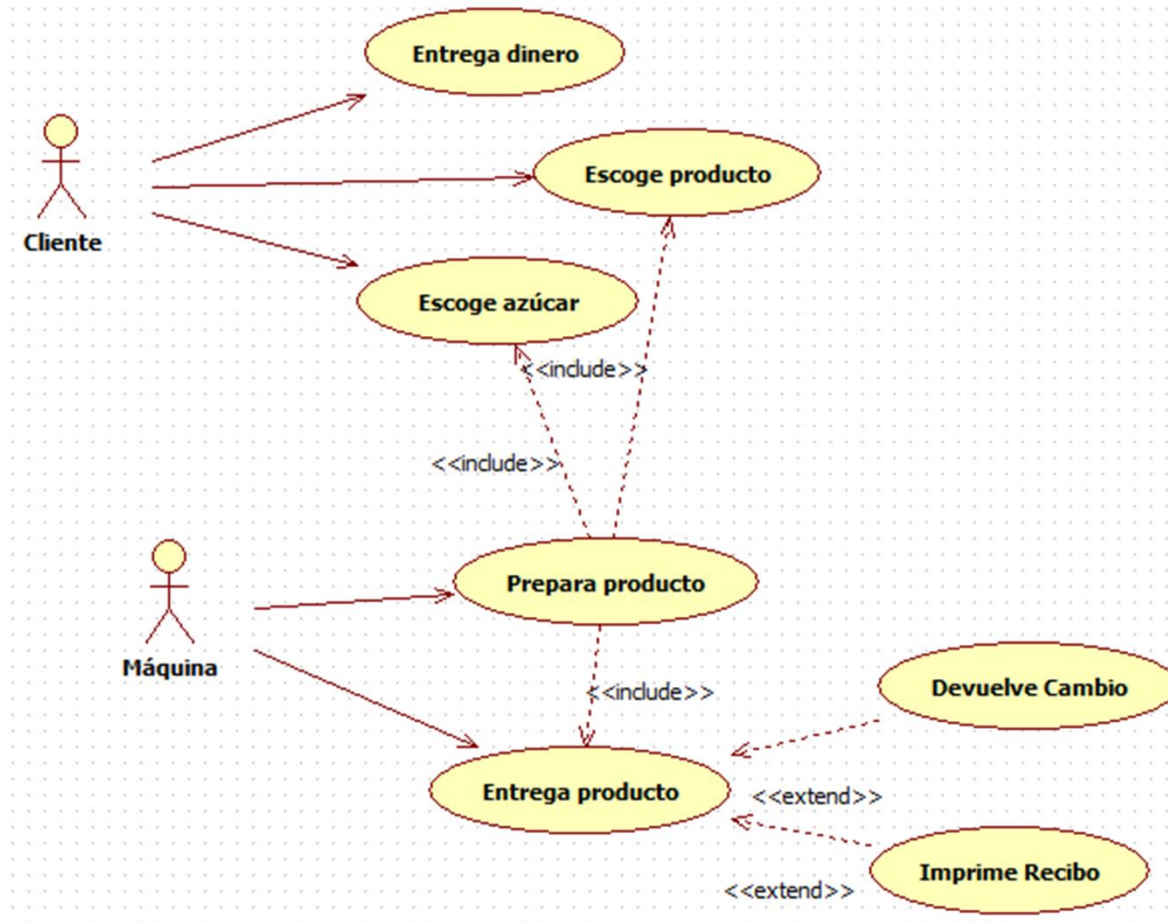 Entrega dinero
Escoge producto
Cliente
Escoge azúcar
<<include>>
<<include>>
Prepara producto
Máquina
<<include>>
Devuelve Cambio
Entrega producto
<<extend>>
Imprime Recibo
<<extend>>